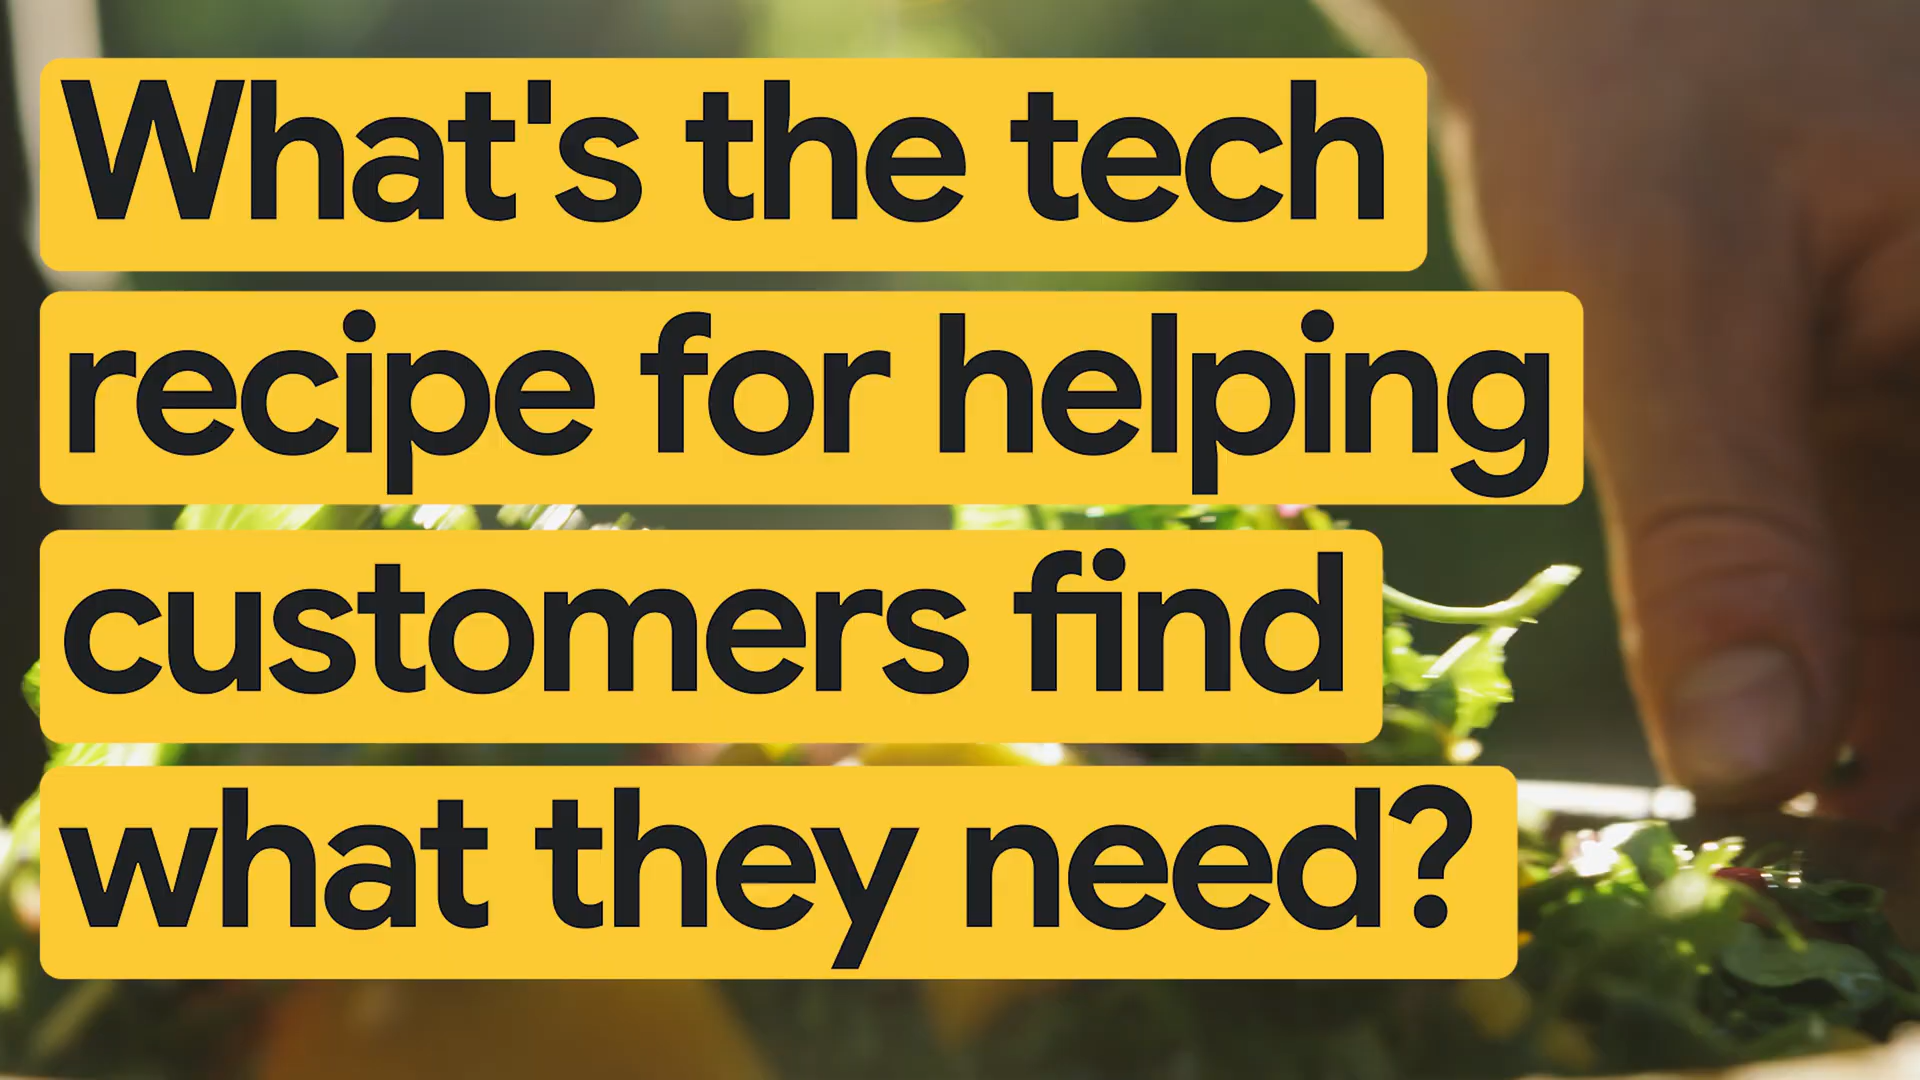 What's the tech
recipe for helping
customers find
what they need?